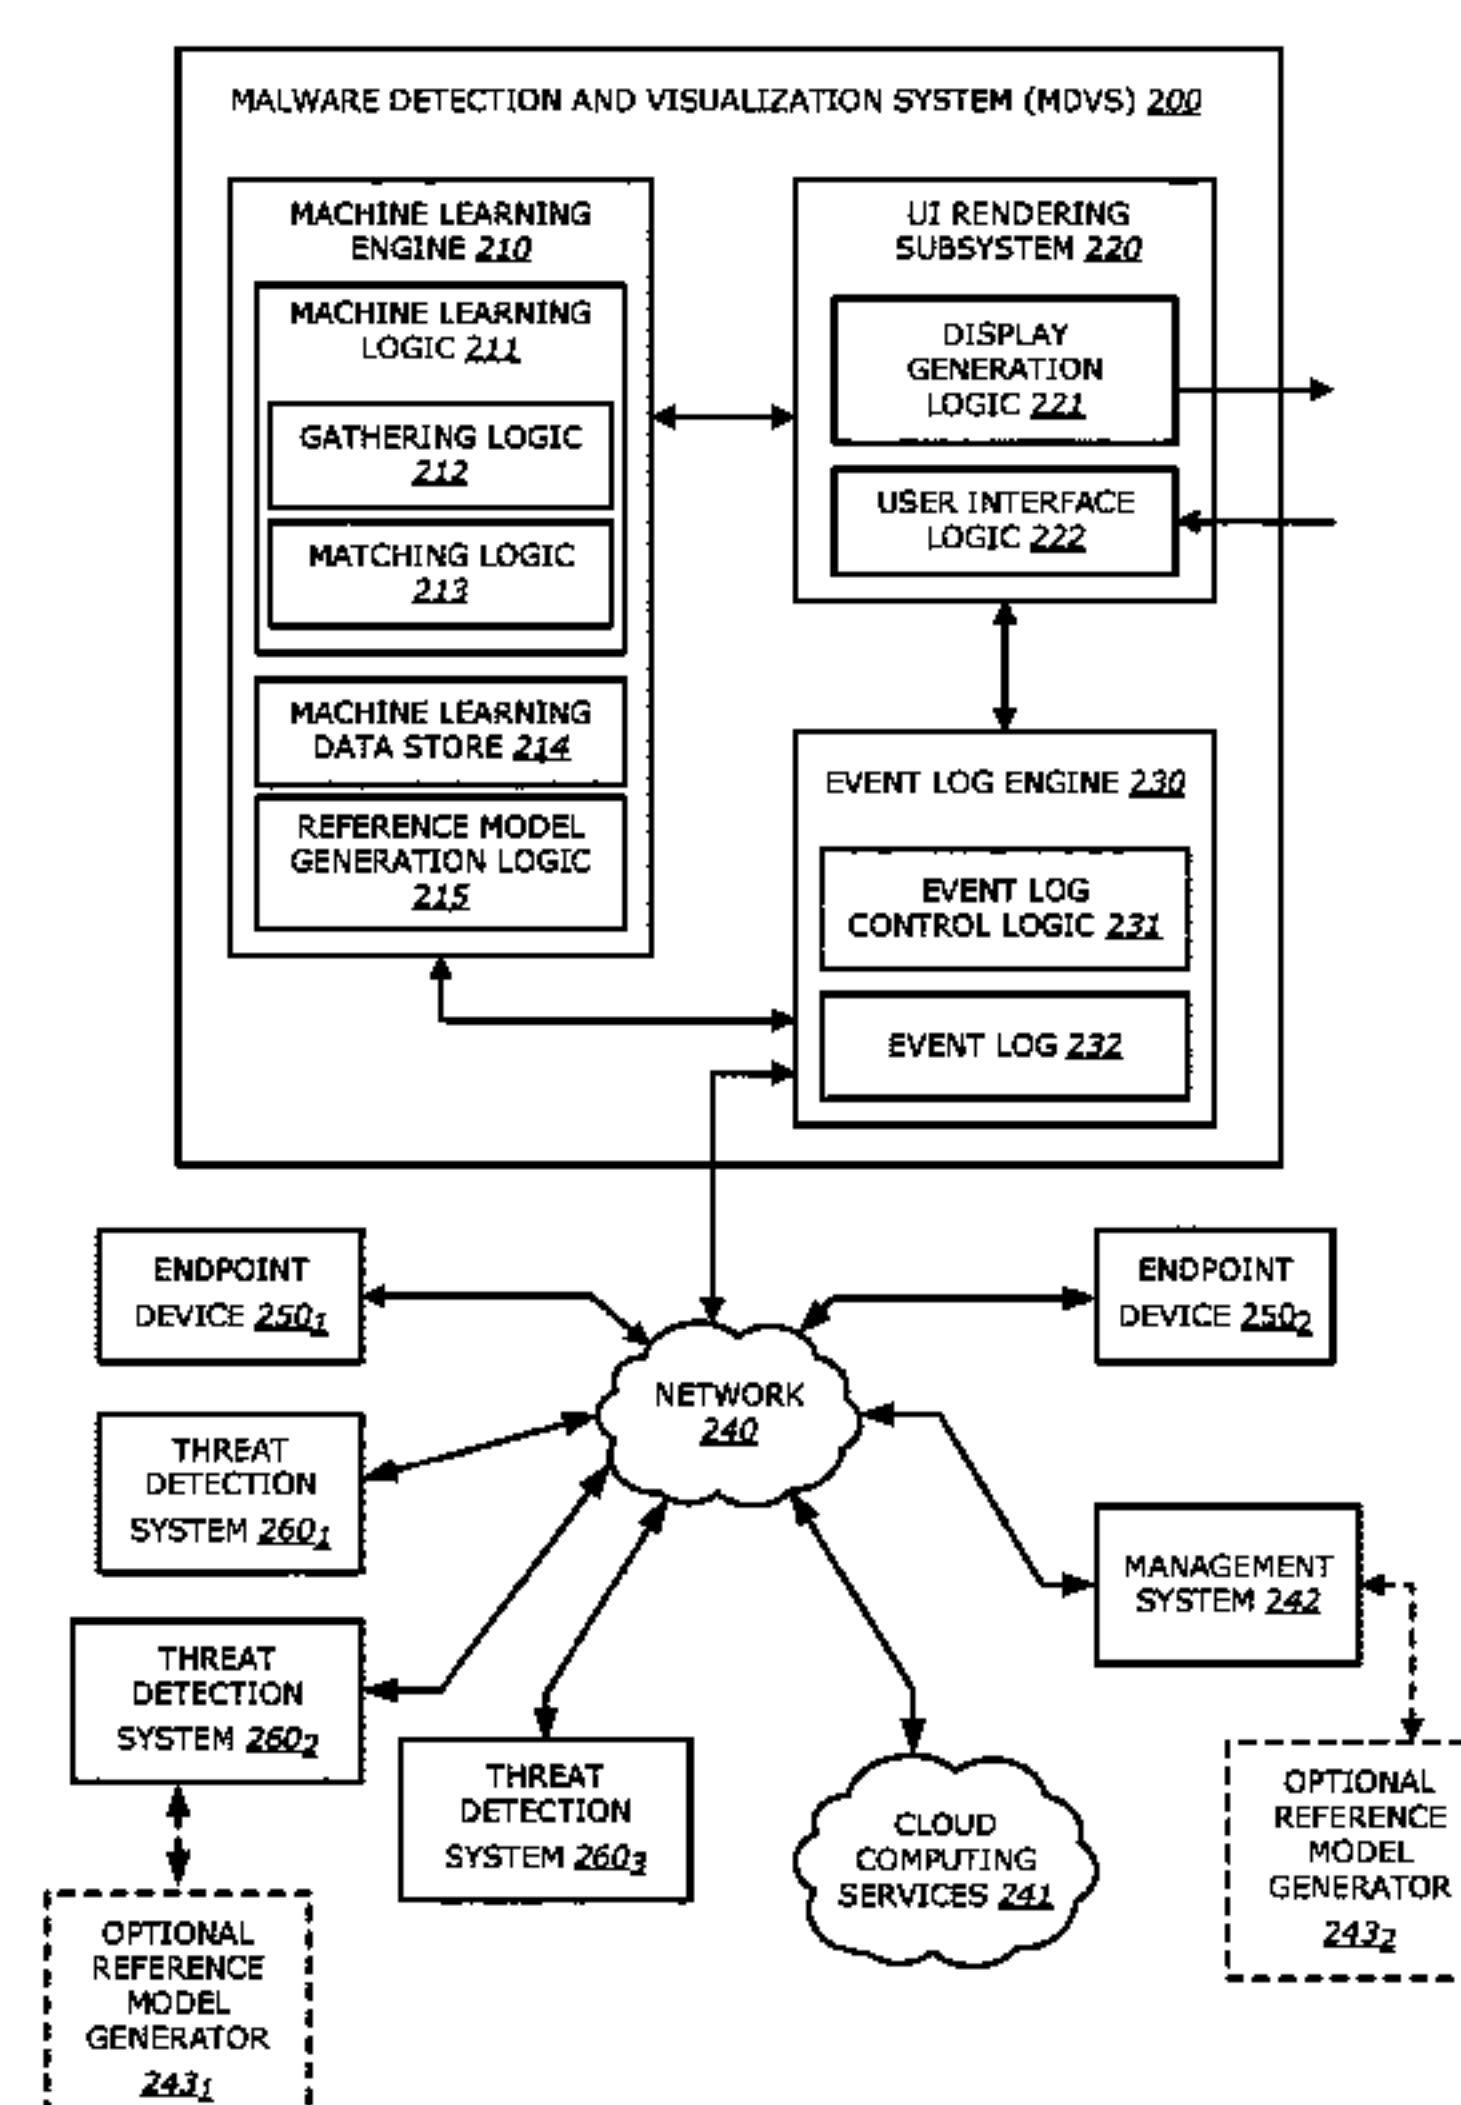 MALWARE DETECTION AND VISUALIZATION SYSTEM (MDVS) 200
MACHINE LEARNING
ENGINE 210
MACHINE LEARNING
LOGIC 211
GATHERING LOGIC
212
MATCHING LOGIC
213
MACHINE LEARNING
DATA STORE 214
REFERENCE MODEL
GENERATION LOGIC
215
UI RENDERING
SUBSYSTEM 220
DISPLAY
GENERATION
LOGIC 221
USER INTERFACE
LOGIC 222
EVENT LOG ENGINE 230
EVENT LOG
CONTROL LOGIC 231
EVENT LOG 232
ENDPOINT
DEVICE 250₁
ENDPOINT
DEVICE 250₂
NETWORK
240
THREAT
DETECTION
SYSTEM 260₁
MANAGEMENT
SYSTEM 242
THREAT
DETECTION
SYSTEM 260₂
THREAT
DETECTION
SYSTEM 260₃
CLOUD
COMPUTING
SERVICES 241
OPTIONAL
REFERENCE
MODEL
GENERATOR
243₂
OPTIONAL
REFERENCE
MODEL
GENERATOR
243₁